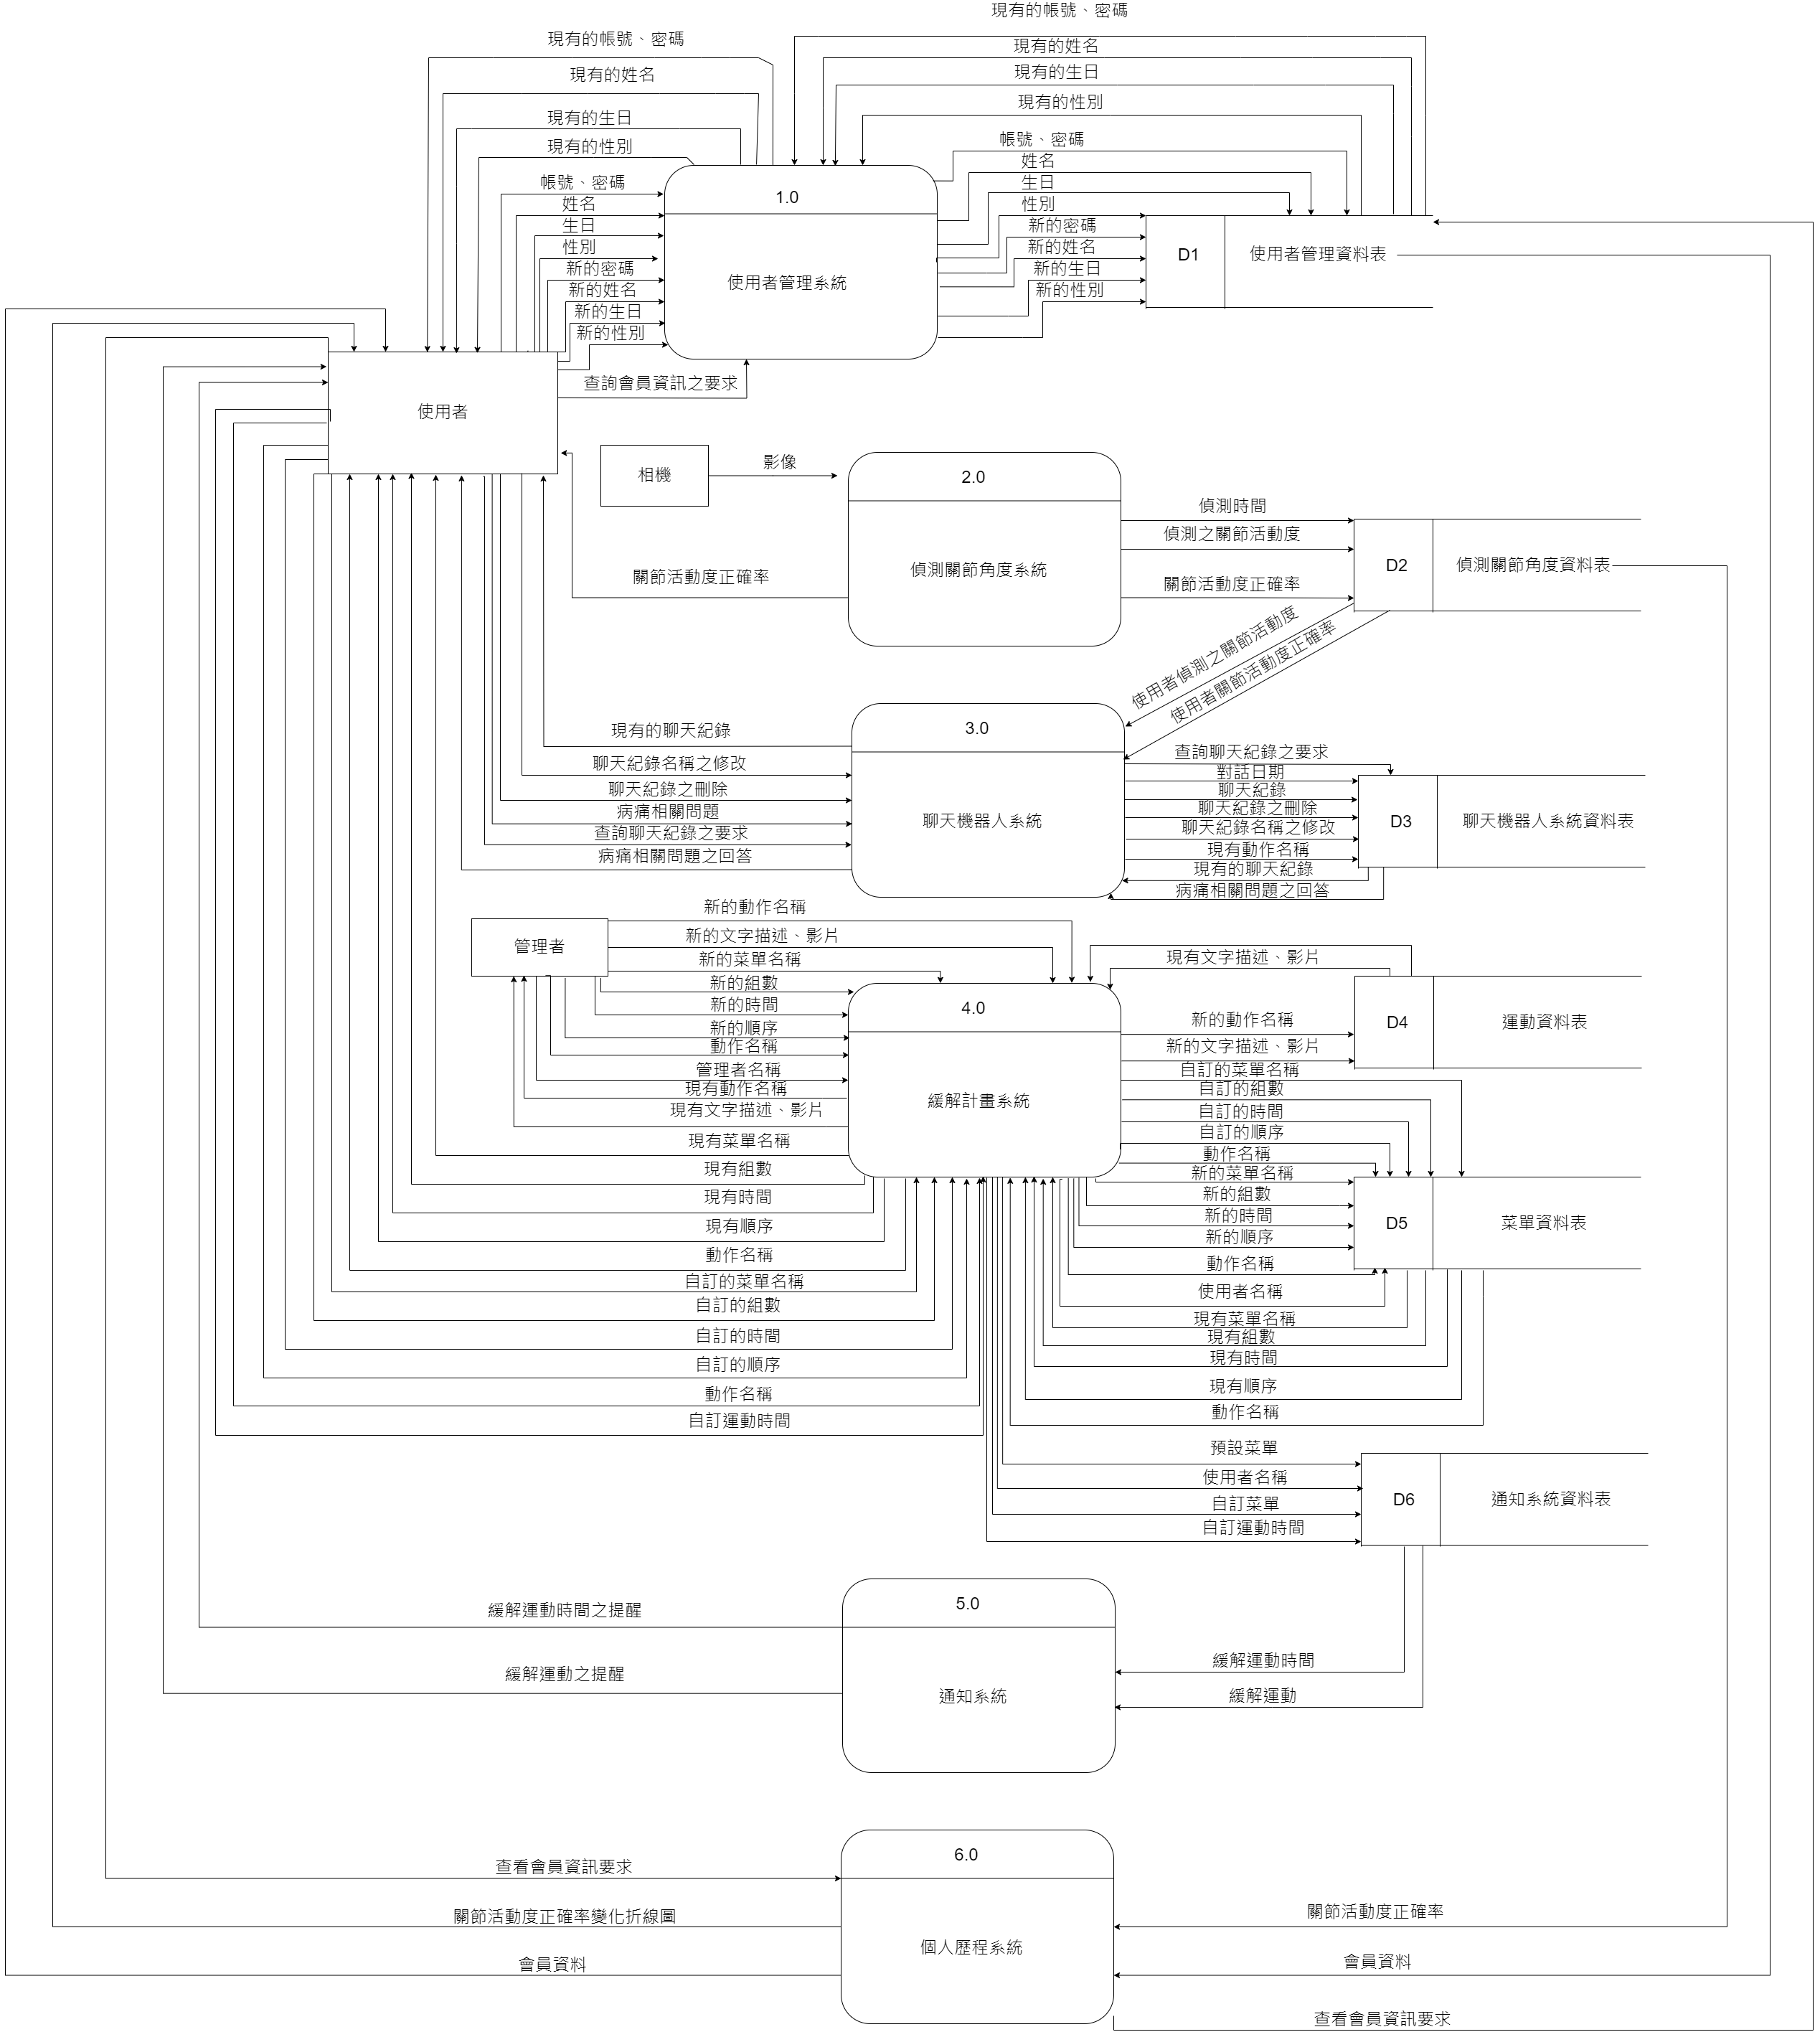 現有的帳號、密碼
現有的帳號、密碼
現有的姓名
現有的姓名
現有的生日
現有的性別
現有的生日
現有的性別
帳號、密碼
姓名
生日
性別
新的密碼
新的姓名
新的生日
新的性別
帳號、密碼
姓名
生日
性別
新的密碼
新的姓名
新的生日
新的性別
1.0
使用者管理系統
D1
使用者管理資料表
查詢會員資訊之要求
使用者
相機
影像
2.0
偵測關節角度系統
關節活動度正確率
偵測時間
偵測之關節活動度
關節活動度正確率
D2
偵測關節角度資料表
使用者偵測之關節活動度
使用者關節活動度正確率
3.0
聊天機器人系統
現有的聊天紀錄
聊天紀錄名稱之修改
聊天紀錄之刪除
病痛相關問題
查詢聊天紀錄之要求
病痛相關問題之回答
查詢聊天紀錄之要求
對話日期
聊天紀錄
聊天紀錄之刪除
聊天紀錄名稱之修改
現有動作名稱
現有的聊天紀錄
病痛相關問題之回答
D3
聊天機器人系統資料表
管理者
新的動作名稱
新的文字描述、影片
新的菜單名稱
新的組數
新的時間
新的順序
動作名稱
管理者名稱
現有動作名稱
現有文字描述、影片
現有菜單名稱
現有組數
現有時間
現有順序
動作名稱
自訂的菜單名稱
自訂的組數
自訂的時間
自訂的順序
動作名稱
自訂運動時間
4.0
緩解計畫系統
現有文字描述、影片
新的動作名稱
新的文字描述、影片
D4
運動資料表
自訂的菜單名稱
自訂的組數
自訂的時間
自訂的順序
動作名稱
新的菜單名稱
新的組數
新的時間
新的順序
動作名稱
使用者名稱
現有菜單名稱
現有組數
現有時間
現有順序
動作名稱
D5
菜單資料表
預設菜單
使用者名稱
自訂菜單
自訂運動時間
D6
通知系統資料表
5.0
通知系統
緩解運動時間之提醒
緩解運動之提醒
緩解運動時間
緩解運動
6.0
個人歷程系統
查看會員資訊要求
關節活動度正確率變化折線圖
會員資料
關節活動度正確率
會員資料
查看會員資訊要求